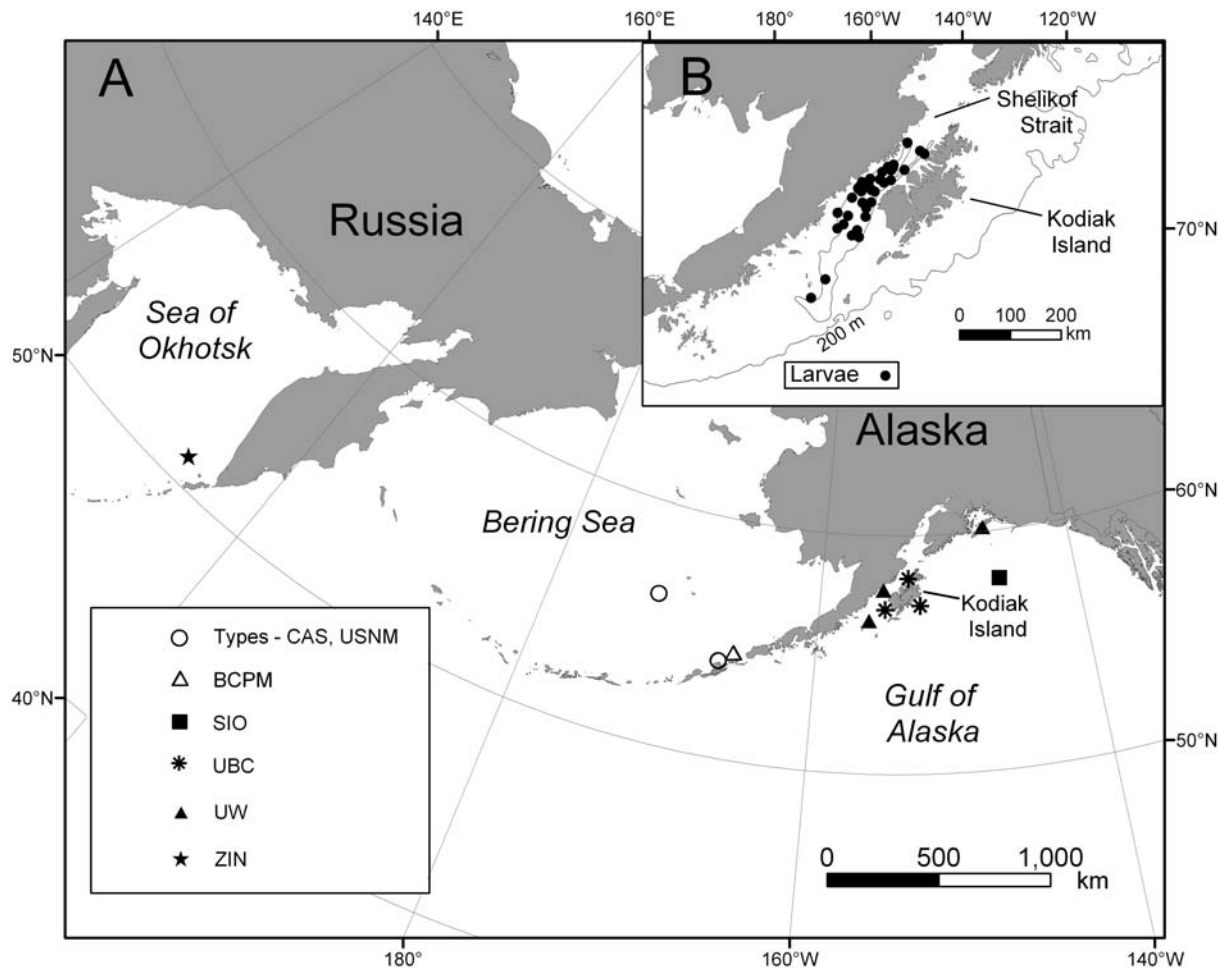 140°E 160°E 180° 160°W 140°W 120°W
A
B
Shelikof
Strait
Russia
Kodiak
Island
70°N
Sea of
Okhotsk
0 100 200
km
200 m
50°N
Larvae
Alaska
60°N
Bering Sea
Kodiak
Island
Types - CAS, USNM
BCPM
40°N
Gulf of
Alaska
SIO
50°N
UBC
UW
ZIN
0 500 1,000
km
180° 160°W 140°W